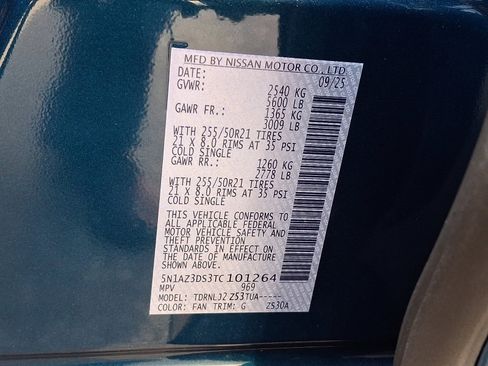 MFD BY NISSAN MOTOR CO., LTD
DATE: 09/25
GVWR: 2540 KG
5600 LB
GAWR FR.: 1365 KG
3009 LB
WITH 255/50R21 TIRES
21 X 8.0 RIMS AT 35 PSI
COLD SINGLE
GAWR RR.: 1260 KG
2778 LB
WITH 255/50R21 TIRES
21 X 8.0 RIMS AT 35 PSI
COLD SINGLE
THIS VEHICLE CONFORMS TO
ALL APPLICABLE FEDERAL
MOTOR VEHICLE SAFETY AND
THEFT PREVENTION
STANDARDS IN EFFECT ON
THE DATE OF MANUFACTURE
SHOWN ABOVE.
5N1AZ3DS3TC101264
MPV 969
MODEL: TDRNLJ2Z53TUA-----
COLOR: FAN TRIM: G Z530A